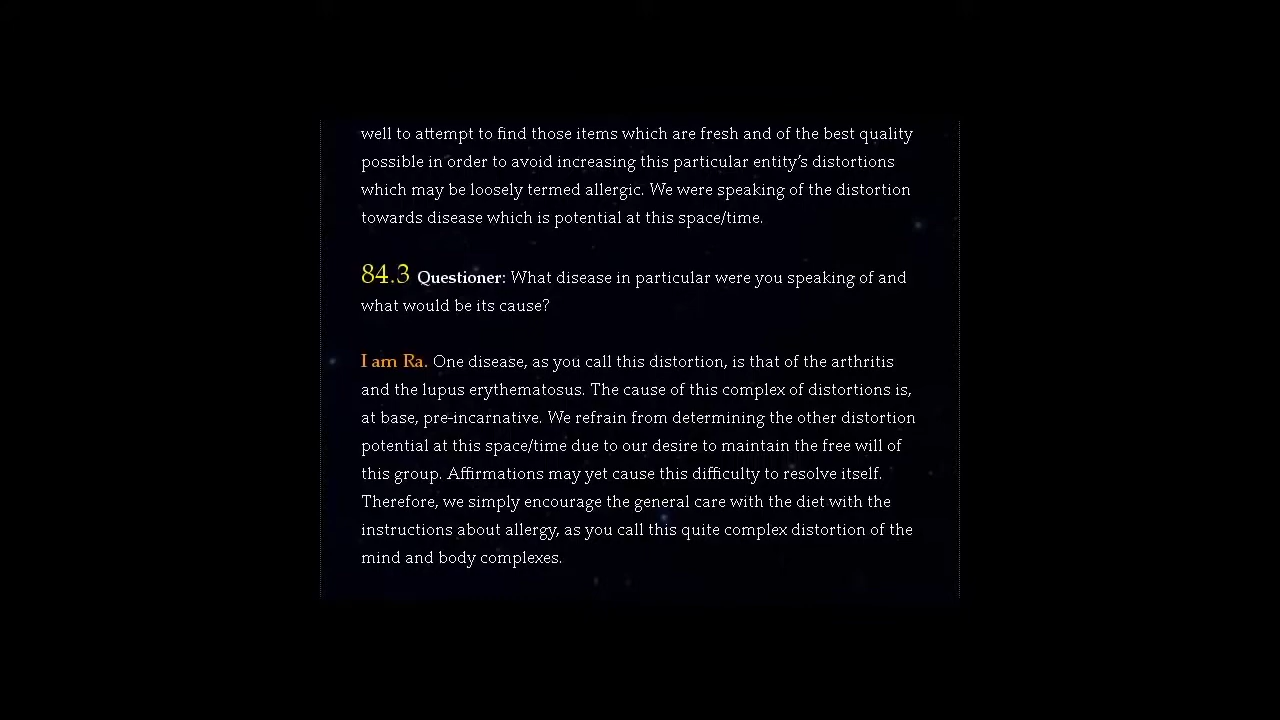 well to attempt to find those items which are fresh and of the best quality
possible in order to avoid increasing this particular entity's distortions
which may be loosely termed allergic. We were speaking of the distortion
towards disease which is potential at this space/time.
84.3 Questioner: What disease in particular were you speaking of and
what would be its cause?
I am Ra. One disease, as you call this distortion, is that of the arthritis
and the lupus erythematosus. The cause of this complex of distortions is,
at base, pre-incarnative. We refrain from determining the other distortion
potential at this space/time due to our desire to maintain the free will of
this group. Affirmations may yet cause this difficulty to resolve itself.
Therefore, we simply encourage the general care with the diet with the
instructions about allergy, as you call this quite complex distortion of the
mind and body complexes.